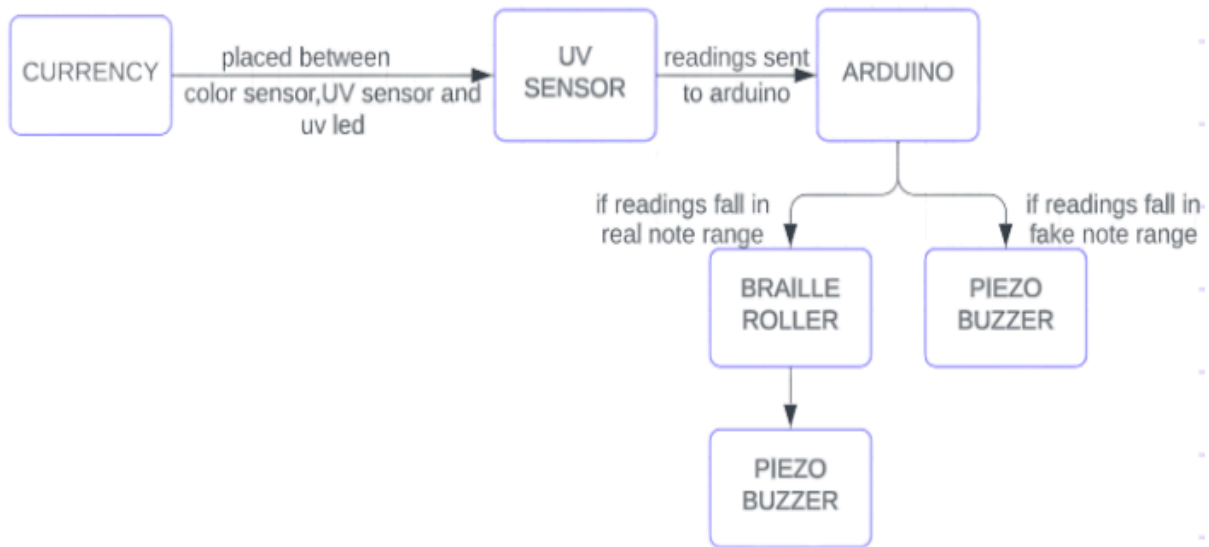 CURRENCY
placed between
color sensor,UV sensor and
uv led
UV
SENSOR
readings sent
to arduino
ARDUINO
if readings fall in
real note range
if readings fall in
fake note range
BRAILLE
ROLLER
PIEZO
BUZZER
PIEZO
BUZZER